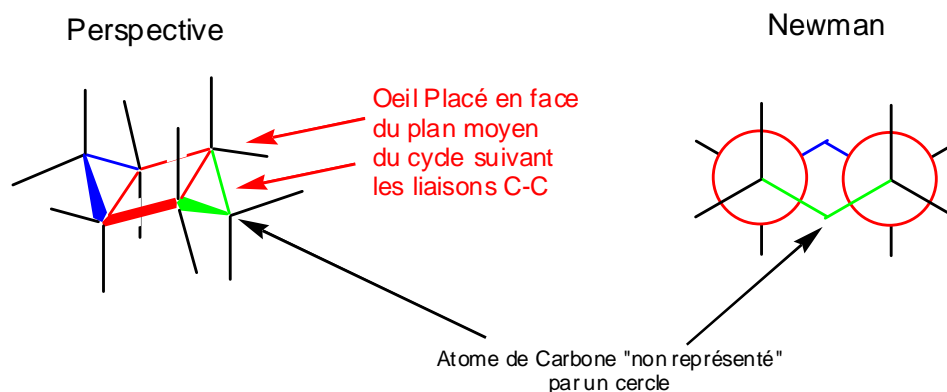 Perspective
Newman
Oeil Placé en face
du plan moyen
du cycle suivant
les liaisons C-C
Atome de Carbone "non représenté"
par un cercle